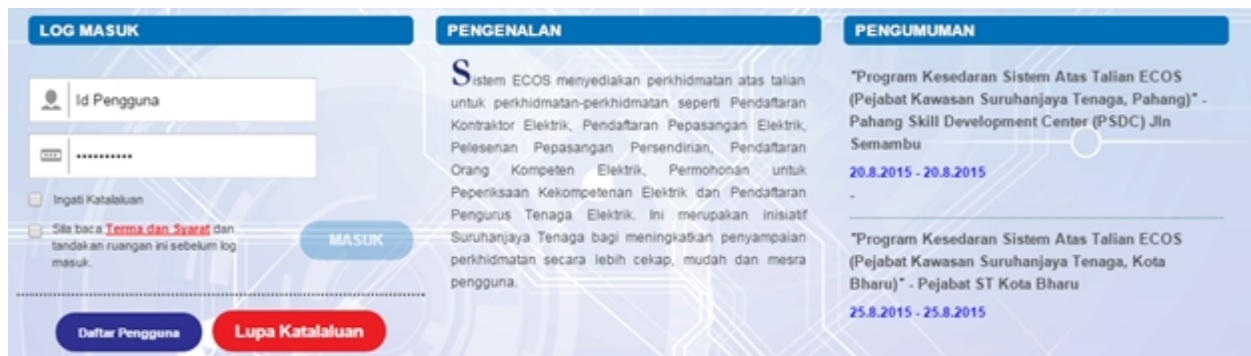 LOG MASUK
Id Pengguna
••••••••••
Ingati Katalaluan
Sila baca Terma dan Syarat dan
tandakan ruangan ini sebelum log
masuk.
MASUK
Daftar Pengguna
Lupa Katalaluan
PENGENALAN
Sistem ECOS menyediakan perkhidmatan atas talian
untuk perkhidmatan-perkhidmatan seperti Pendaftaran
Kontraktor Elektrik, Pendaftaran Pepasangan Elektrik,
Pelesenan Pepasangan Persendirian, Pendaftaran
Orang Kompeten Elektrik, Permohonan untuk
Peperiksaan Kekompetenan Elektrik dan Pendaftaran
Pengurus Tenaga Elektrik. Ini merupakan inisiatif
Suruhanjaya Tenaga bagi meningkatkan penyampaian
perkhidmatan secara lebih cekap, mudah dan mesra
pengguna.
PENGUMUMAN
"Program Kesedaran Sistem Atas Talian ECOS
(Pejabat Kawasan Suruhanjaya Tenaga, Pahang)" -
Pahang Skill Development Center (PSDC) Jln
Semambu
20.8.2015 - 20.8.2015
-
"Program Kesedaran Sistem Atas Talian ECOS
(Pejabat Kawasan Suruhanjaya Tenaga, Kota
Bharu)" - Pejabat ST Kota Bharu
25.8.2015 - 25.8.2015